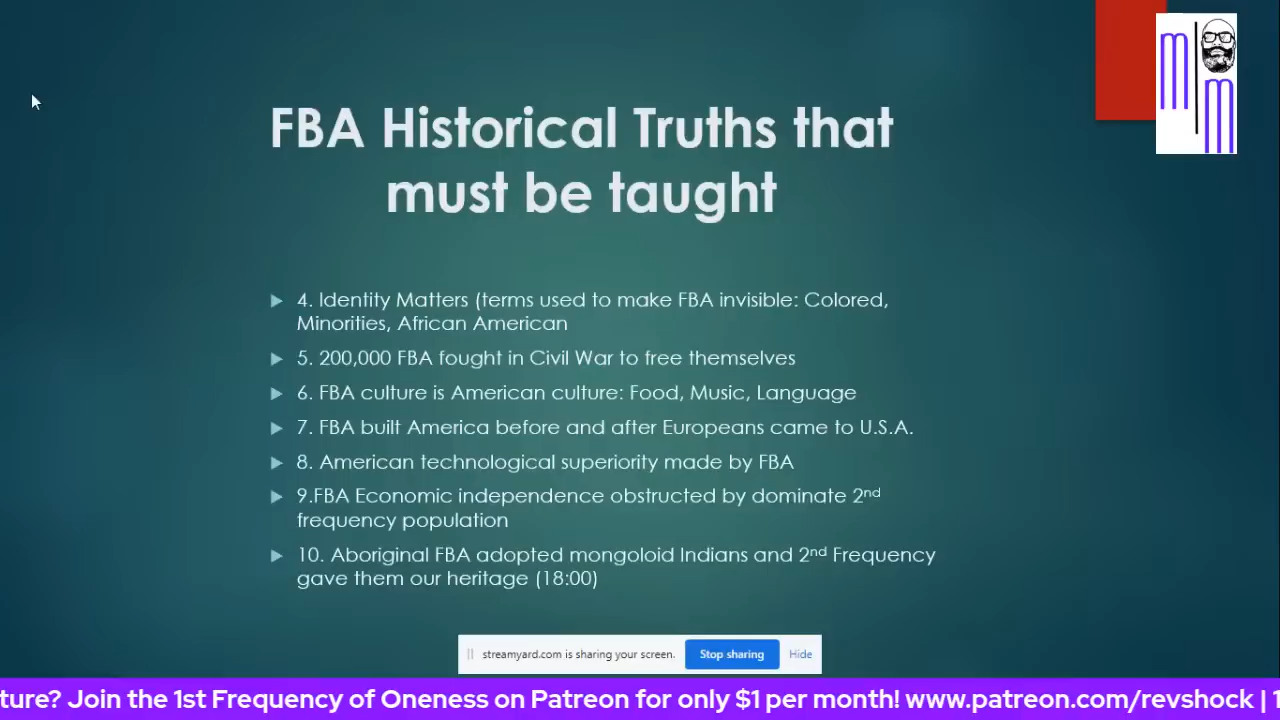 FBA Historical Truths that
must be taught
4. Identity Matters (terms used to make FBA invisible: Colored,
Minorities, African American
5. 200,000 FBA fought in Civil War to free themselves
6. FBA culture is American culture: Food, Music, Language
7. FBA built America before and after Europeans came to U.S.A.
8. American technological superiority made by FBA
9.FBA Economic independence obstructed by dominate 2nd
frequency population
10. Aboriginal FBA adopted mongoloid Indians and 2nd Frequency
gave them our heritage (18:00)
streamyard.com is sharing your screen. Stop sharing Hide
ture? Join the 1st Frequency of Oneness on Patreon for only $1 per month! www.patreon.com/revshock | 1
m
m